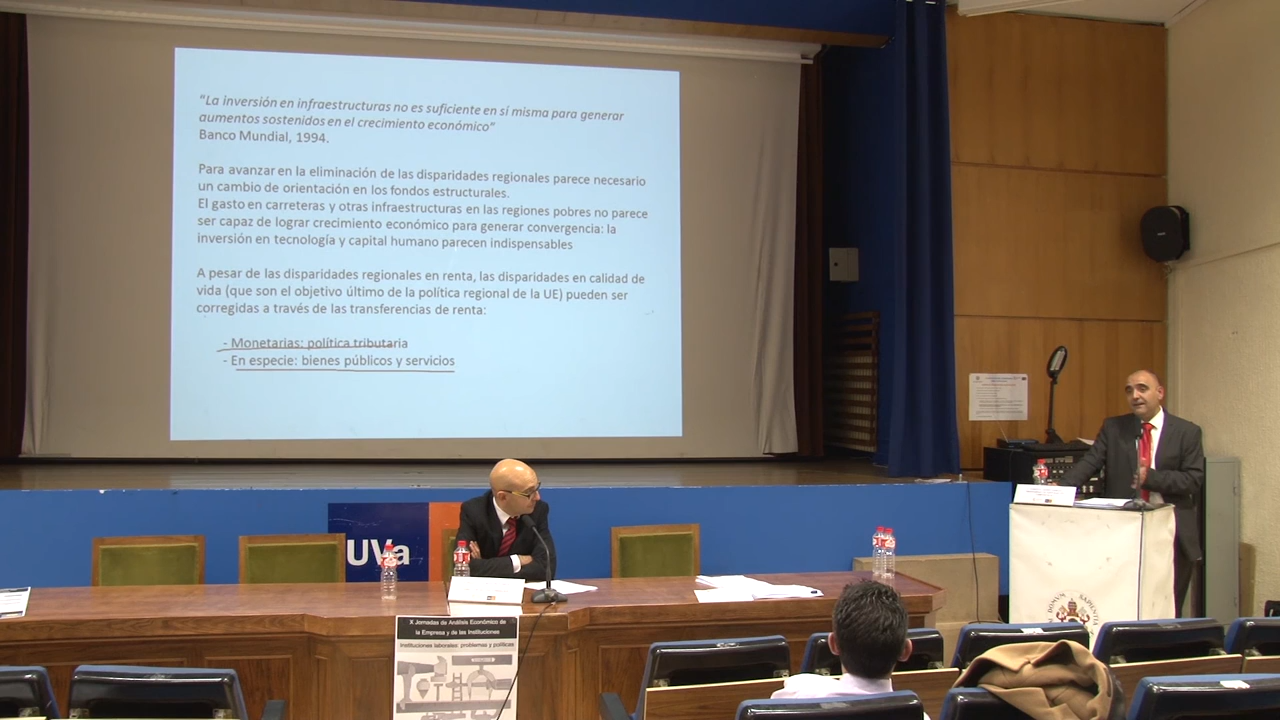 "La inversión en infraestructuras no es suficiente en sí misma para generar
aumentos sostenidos en el crecimiento económico"
Banco Mundial, 1994.
Para avanzar en la eliminación de las disparidades regionales parece necesario
un cambio de orientación en los fondos estructurales.
El gasto en carreteras y otras infraestructuras en las regiones pobres no parece
ser capaz de lograr crecimiento económico para generar convergencia: la
inversión en tecnología y capital humano parecen indispensables
A pesar de las disparidades regionales en renta, las disparidades en calidad de
vida (que son el objetivo último de la política regional de la UE) pueden ser
corregidas a través de las transferencias de renta:
- Monetarias: política tributaria
- En especie: bienes públicos y servicios
UVa
X Jornadas de Análisis Económico de
la Empresa y de las Instituciones
Instituciones laborales: problemas y políticas
DOMUM SAPIENTIA